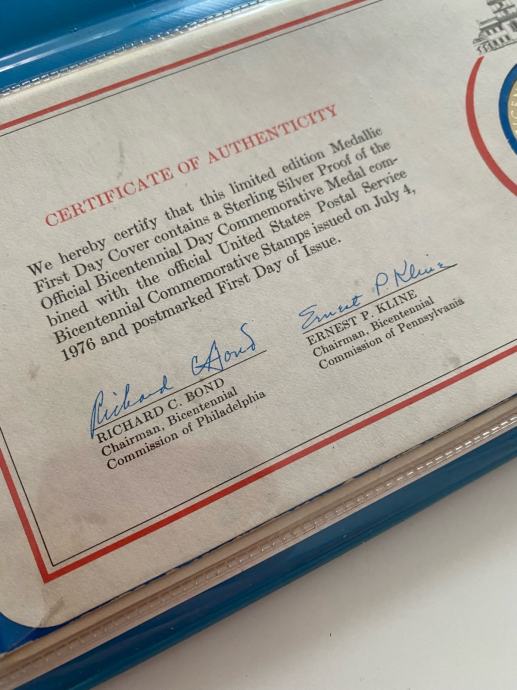 CERTIFICATE OF AUTHENTICITY
We hereby certify that this limited edition Medallic
First Day Cover contains a Sterling Silver Proof of the
Official Bicentennial Day Commemorative Medal com-
bined with the official United States Postal Service
Bicentennial Commemorative Stamps issued on July 4,
1976 and postmarked First Day of Issue.
Richard C Bond
RICHARD C. BOND
Chairman, Bicentennial
Commission of Philadelphia
Ernest P Kline
ERNEST P. KLINE
Chairman, Bicentennial
Commission of Pennsylvania